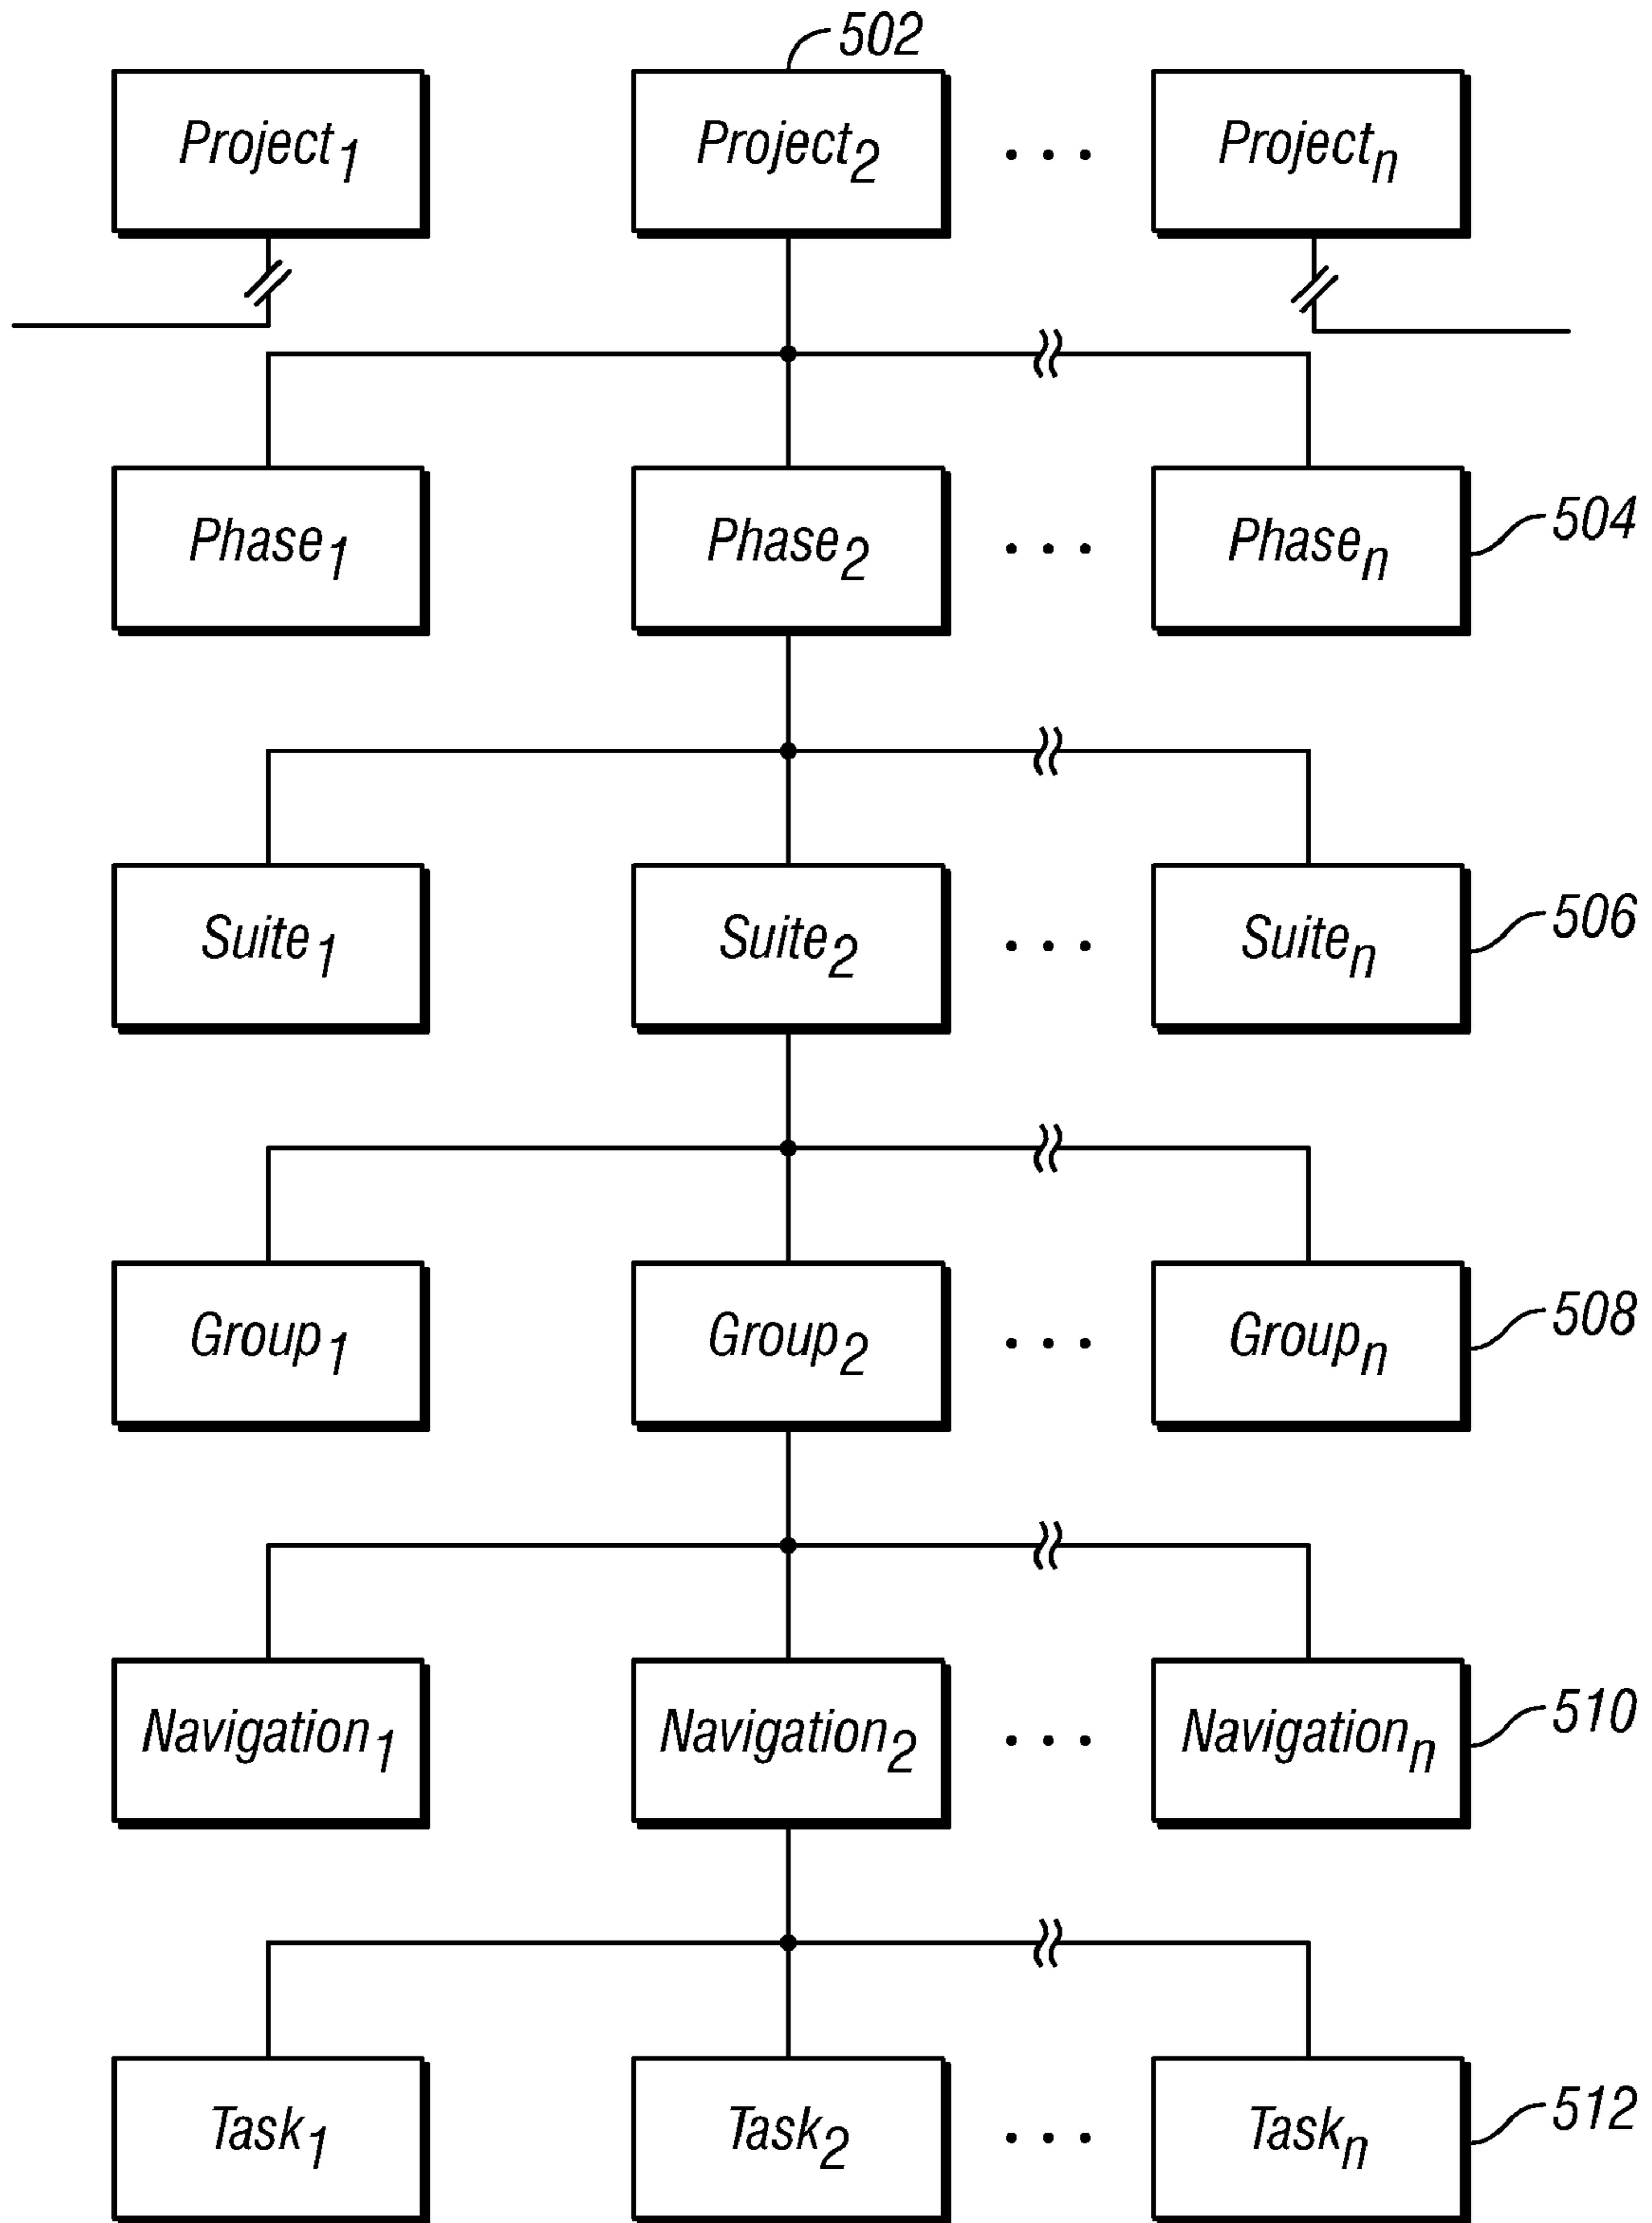 502
Project1 Project2 . . . Projectn
Phase1 Phase2 . . . Phasen 504
Suite1 Suite2 . . . Suiten 506
Group1 Group2 . . . Groupn 508
Navigation1 Navigation2 . . . Navigationn 510
Task1 Task2 . . . Taskn 512